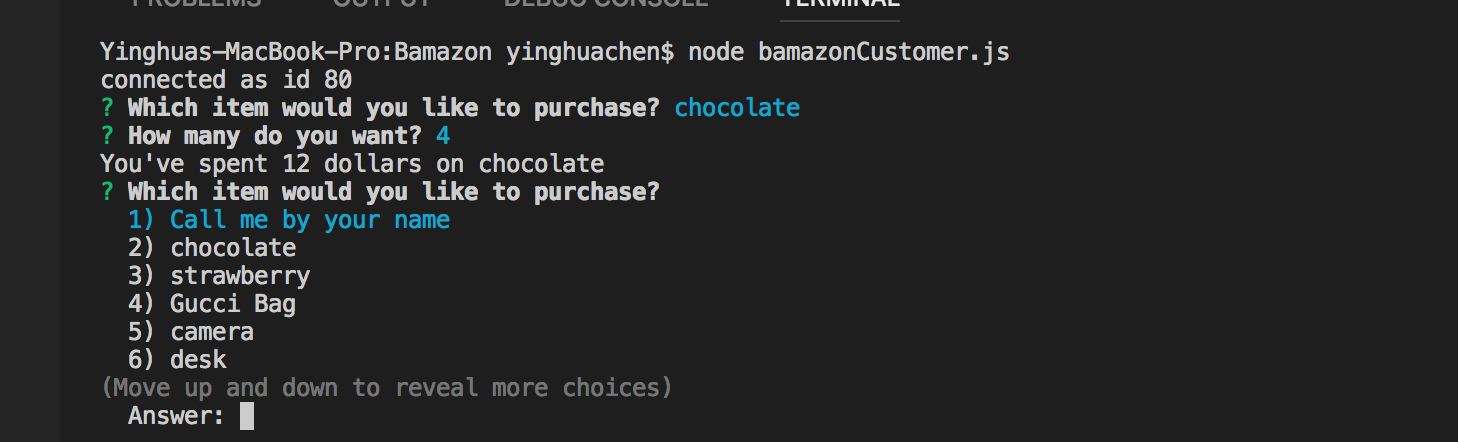 PROBLEMS OUTPUT DEBUG CONSOLE TERMINAL
Yinghuas-MacBook-Pro:Bamazon yinghuachen$ node bamazonCustomer.js
connected as id 80
? Which item would you like to purchase? chocolate
? How many do you want? 4
You've spent 12 dollars on chocolate
? Which item would you like to purchase?
1) Call me by your name
2) chocolate
3) strawberry
4) Gucci Bag
5) camera
6) desk
(Move up and down to reveal more choices)
Answer: